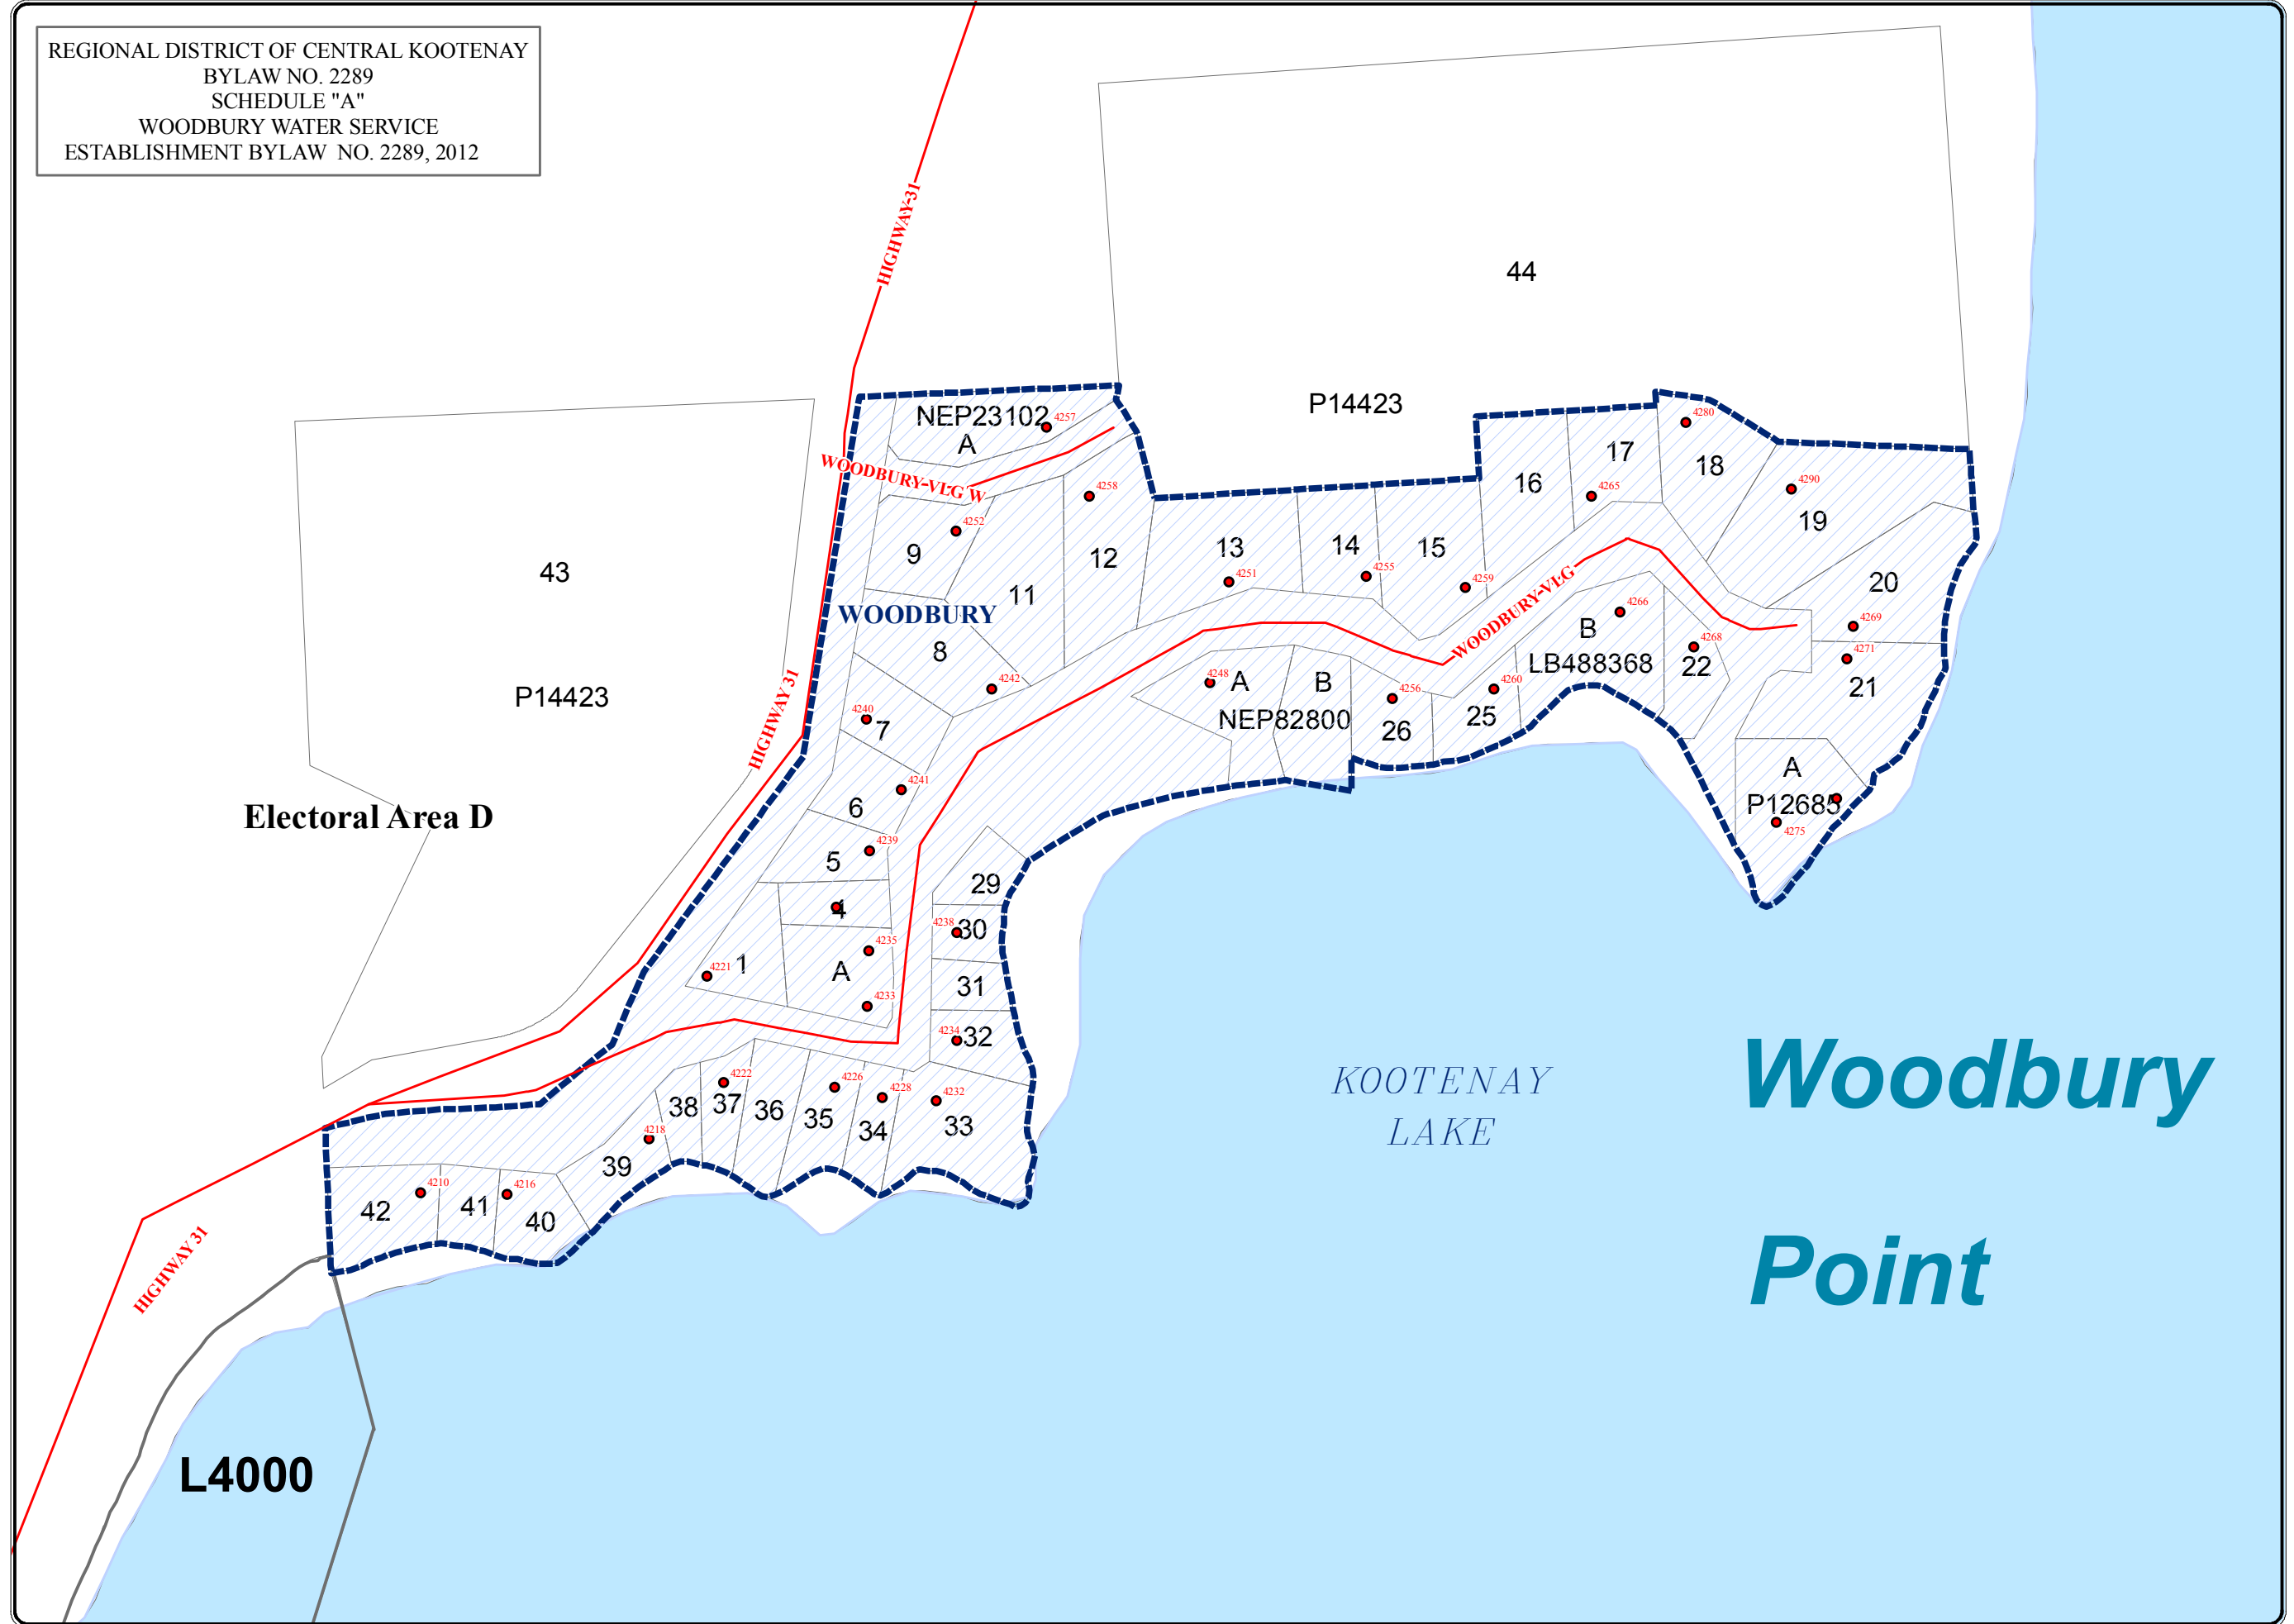 REGIONAL DISTRICT OF CENTRAL KOOTENAY
BYLAW NO. 2289
SCHEDULE "A"
WOODBURY WATER SERVICE
ESTABLISHMENT BYLAW  NO. 2289, 2012
HIGHWAY 31
44
P14423
NEP23102
4257
A
WOODBURY-VLG W
4280
17
18
16
4258
4265
4290
19
4252
9
12
13
14
15
4251
4255
4259
43
11
20
WOODBURY
WOODBURY-VLG
4266
B
LB488368
4269
8
4268
22
4271
21
4242
P14423
HIGHWAY 31
4248
A
B
NEP82800
4256
26
4260
25
4240
7
4241
6
A
P12685
4275
Electoral Area D
4239
5
29
4
4238
30
4235
1
4221
A
31
4233
4234
32
KOOTENAY
LAKE
Woodbury
Point
4222
4226
4228
4232
38
37
36
35
34
33
4218
39
4210
4216
42
41
40
HIGHWAY 31
L4000